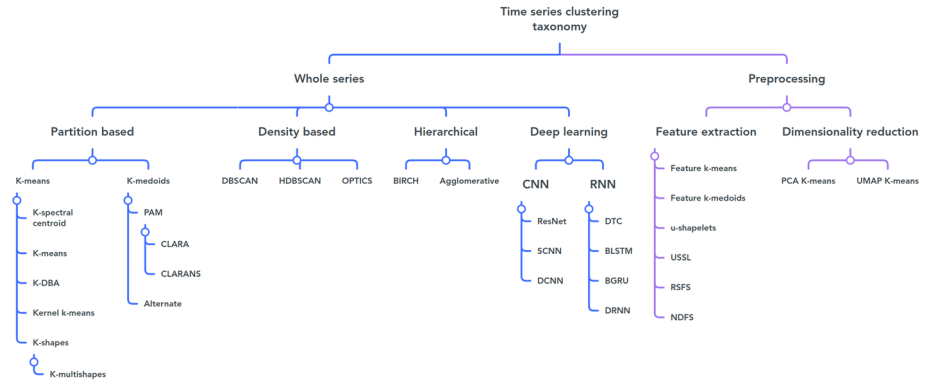 Time series clustering
taxonomy
Whole series
Preprocessing
Partition based
Density based
Hierarchical
Deep learning
Feature extraction
Dimensionality reduction
K-means
K-medoids
DBSCAN
HDBSCAN
OPTICS
BIRCH
Agglomerative
CNN
RNN
PCA K-means
UMAP K-means
K-spectral
centroid
K-means
K-DBA
Kernel k-means
K-shapes
K-multishapes
PAM
CLARA
CLARANS
Alternate
ResNet
SCNN
DCNN
DTC
BLSTM
BGRU
DRNN
Feature k-means
Feature k-medoids
u-shapelets
USSL
RSFS
NDFS